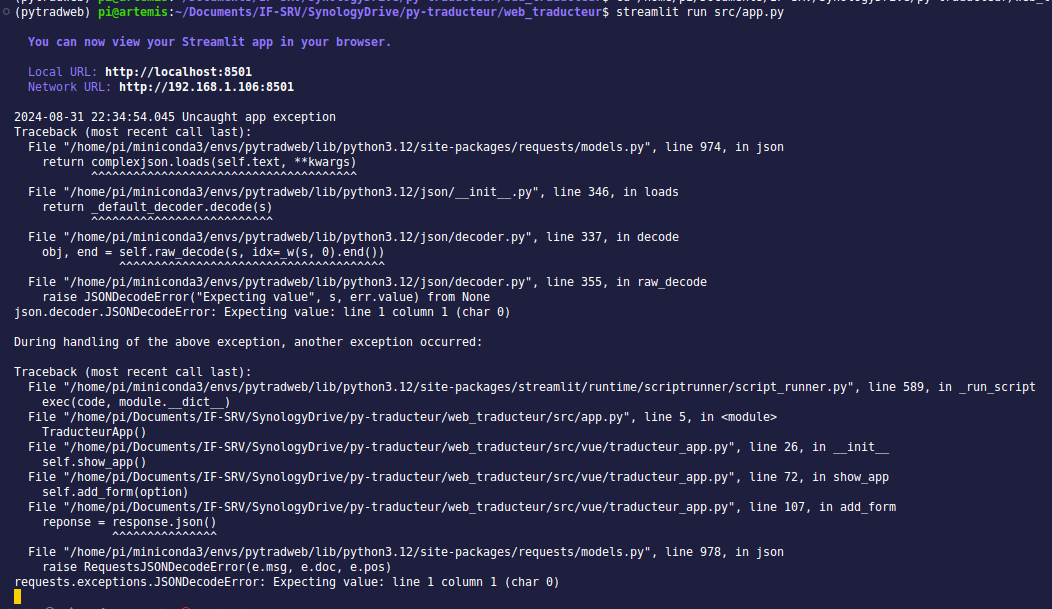 (pytradweb) pi@artemis:~/Documents/IF-SRV/SynologyDrive/py-traducteur/web_traducteur$ streamlit run src/app.py
You can now view your Streamlit app in your browser.
Local URL: http://localhost:8501
Network URL: http://192.168.1.106:8501
2024-08-31 22:34:54.045 Uncaught app exception
Traceback (most recent call last):
File "/home/pi/miniconda3/envs/pytradweb/lib/python3.12/site-packages/requests/models.py", line 974, in json
return complexjson.loads(self.text, **kwargs)
^^^^^^^^^^^^^^^^^^^^^^^^^^^^^^^^^^^^^^
File "/home/pi/miniconda3/envs/pytradweb/lib/python3.12/json/__init__.py", line 346, in loads
return _default_decoder.decode(s)
^^^^^^^^^^^^^^^^^^^^^^^^^^
File "/home/pi/miniconda3/envs/pytradweb/lib/python3.12/json/decoder.py", line 337, in decode
obj, end = self.raw_decode(s, idx=_w(s, 0).end())
^^^^^^^^^^^^^^^^^^^^^^^^^^^^^^^^^^^^^^
File "/home/pi/miniconda3/envs/pytradweb/lib/python3.12/json/decoder.py", line 355, in raw_decode
raise JSONDecodeError("Expecting value", s, err.value) from None
json.decoder.JSONDecodeError: Expecting value: line 1 column 1 (char 0)
During handling of the above exception, another exception occurred:
Traceback (most recent call last):
File "/home/pi/miniconda3/envs/pytradweb/lib/python3.12/site-packages/streamlit/runtime/scriptrunner/script_runner.py", line 589, in _run_script
exec(code, module.__dict__)
File "/home/pi/Documents/IF-SRV/SynologyDrive/py-traducteur/web_traducteur/src/app.py", line 5, in <module>
TraducteurApp()
File "/home/pi/Documents/IF-SRV/SynologyDrive/py-traducteur/web_traducteur/src/vue/traducteur_app.py", line 26, in __init__
self.show_app()
File "/home/pi/Documents/IF-SRV/SynologyDrive/py-traducteur/web_traducteur/src/vue/traducteur_app.py", line 72, in show_app
self.add_form(option)
File "/home/pi/Documents/IF-SRV/SynologyDrive/py-traducteur/web_traducteur/src/vue/traducteur_app.py", line 107, in add_form
reponse = response.json()
^^^^^^^^^^^^^^^
File "/home/pi/miniconda3/envs/pytradweb/lib/python3.12/site-packages/requests/models.py", line 978, in json
raise RequestsJSONDecodeError(e.msg, e.doc, e.pos)
requests.exceptions.JSONDecodeError: Expecting value: line 1 column 1 (char 0)